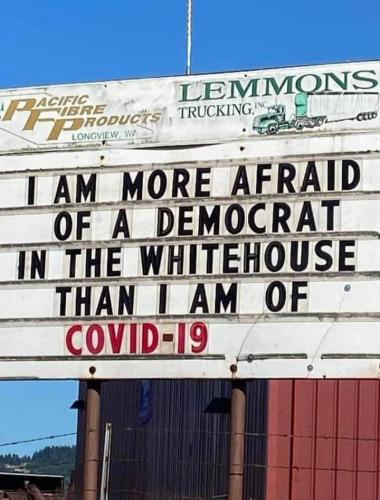 PACIFIC
FIBRE
PRODUCTS
LONGVIEW, WA
LEMMONS
TRUCKING, INC.
I AM MORE AFRAID
OF A DEMOCRAT
IN THE WHITEHOUSE
THAN I AM OF
COVID-19